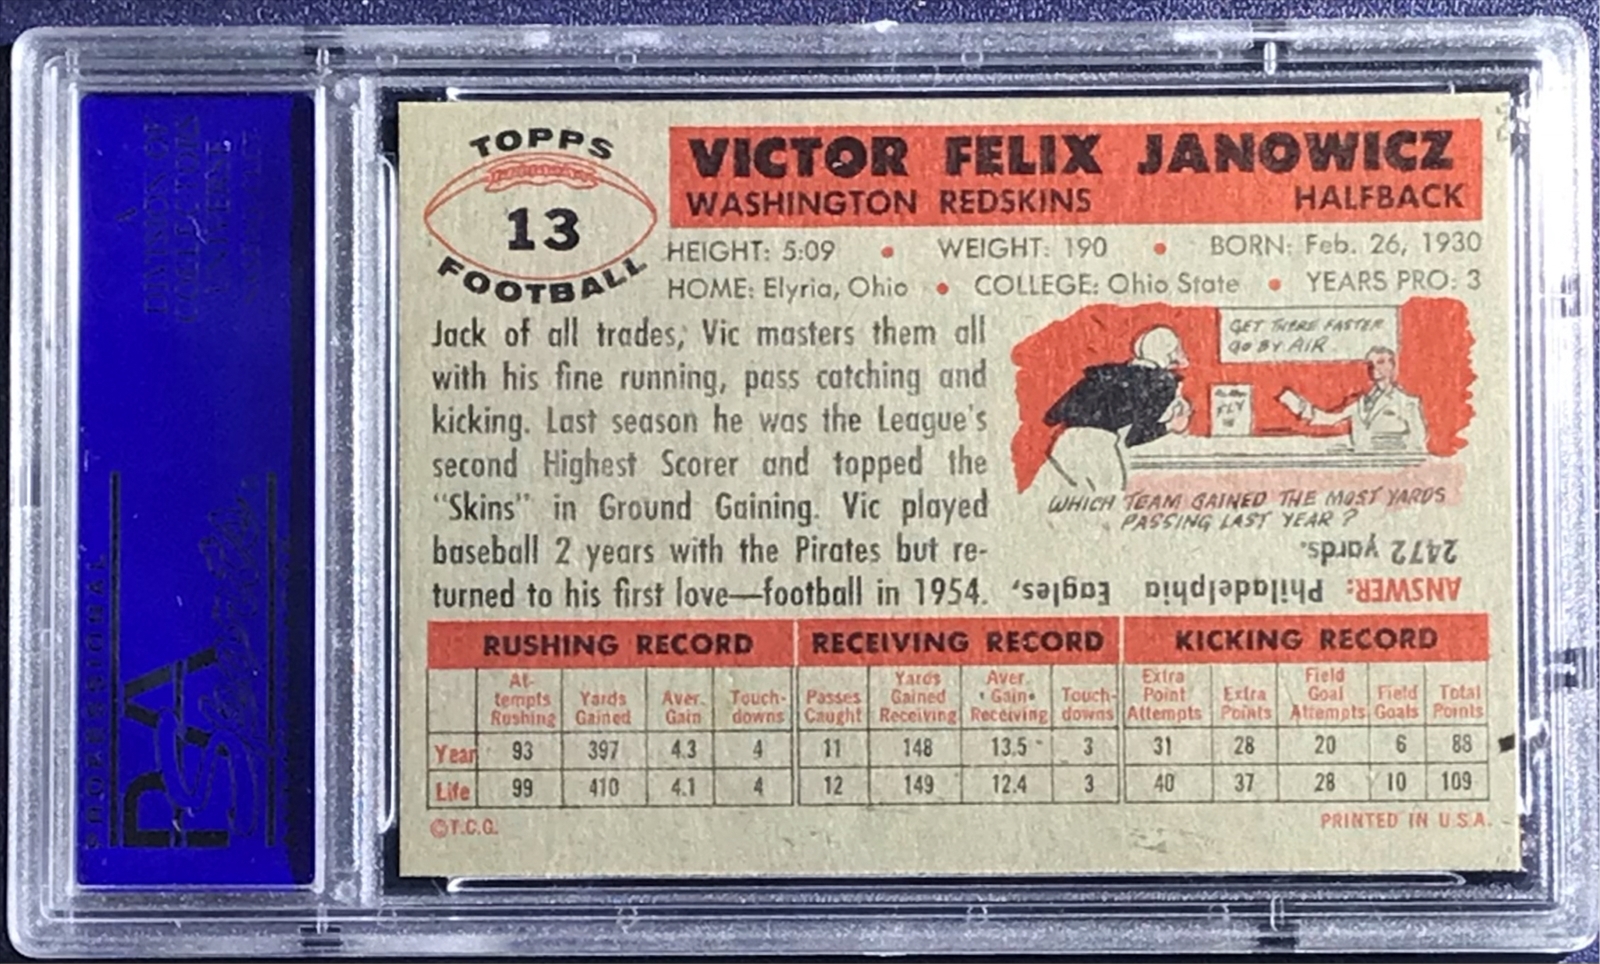 TOPPS
13
FOOTBALL
VICTOR FELIX JANOWICZ
WASHINGTON REDSKINS HALFBACK
HEIGHT: 5:09 • WEIGHT: 190 • BORN: Feb. 26, 1930
HOME: Elyria, Ohio • COLLEGE: Ohio State • YEARS PRO: 3
Jack of all trades, Vic masters them all
with his fine running, pass catching and
kicking. Last season he was the League's
second Highest Scorer and topped the
"Skins" in Ground Gaining. Vic played
baseball 2 years with the Pirates but re-
turned to his first love—football in 1954.
GET THERE FASTER
GO BY AIR
FLY
WHICH TEAM GAINED THE MOST YARDS
PASSING LAST YEAR?
ANSWER: Philadelphia Eagles,
2472 yards.
RUSHING RECORD RECEIVING RECORD KICKING RECORD
At-tempts Rushing Yards Gained Aver. Gain Touch-downs Passes Caught Yards Gained Receiving Aver. Gain Receiving Touch-downs Extra Point Attempts Extra Points Field Goal Attempts Field Goals Total Points
Year 93 397 4.3 4 11 148 13.5 3 31 28 20 6 88
Life 99 410 4.1 4 12 149 12.4 3 40 37 28 10 109
©T.C.G. PRINTED IN U.S.A.
PSA
A
DIVISION OF
COLLECTORS
UNIVERSE